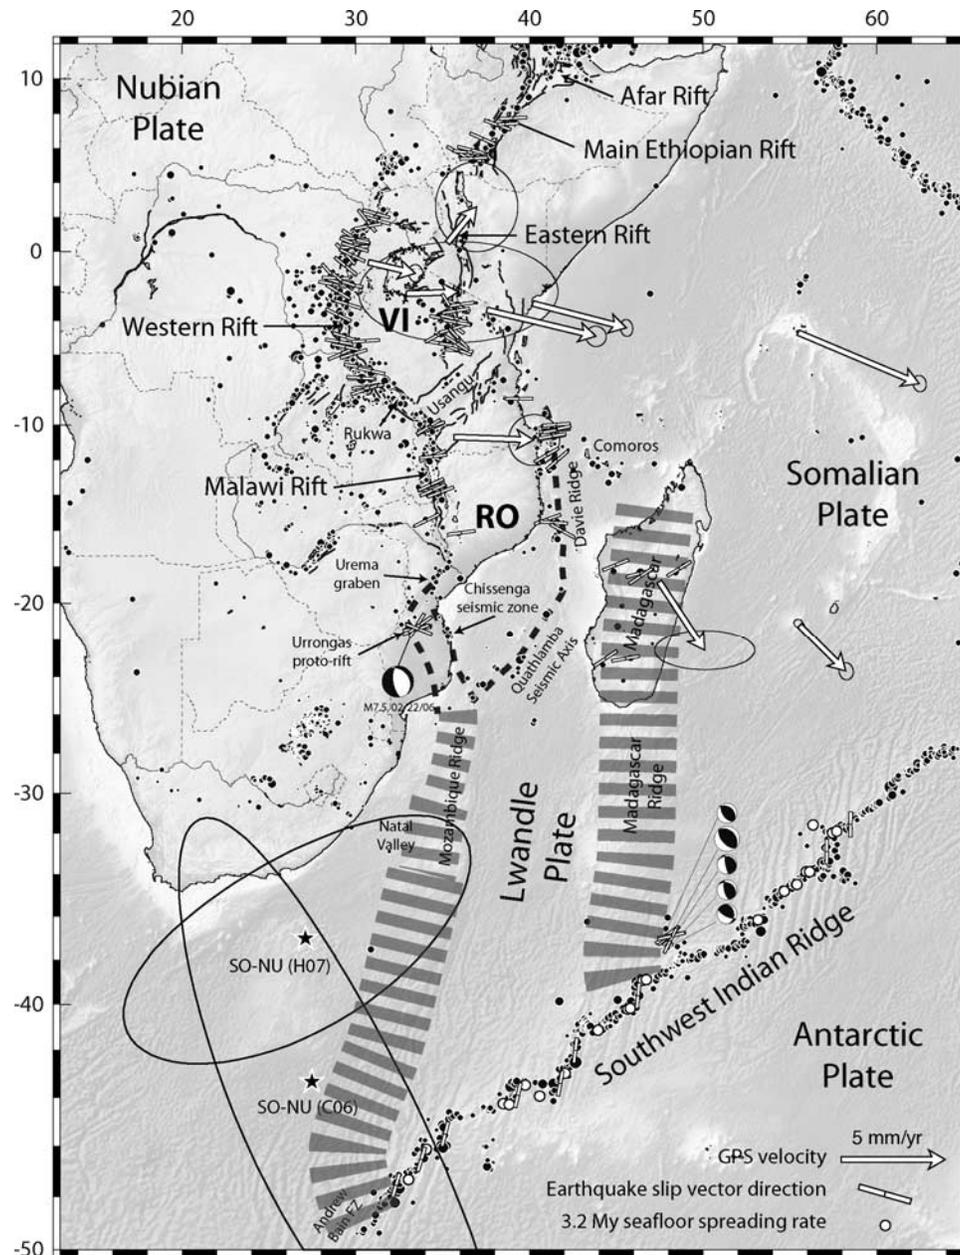 20 30 40 50 60
10
0
-10
-20
-30
-40
-50
Nubian
Plate
Afar Rift
Main Ethiopian Rift
Eastern Rift
VI
Western Rift
Usangu
Rukwa
Comoros
Malawi Rift
Somalian
Plate
RO
Davie Ridge
Urema
graben
Chissenga
seismic zone
Madagascar
Urrongas
proto-rift
Quathlamba
Seismic Axis
M7.5, 02/22/06
Mozambique Ridge
Madagascar
Ridge
Natal
Valley
Lwandle
Plate
SO-NU (H07)
Southwest Indian Ridge
Antarctic
Plate
SO-NU (C06)
Andrew
Bain FZ
5 mm/yr
GPS velocity
Earthquake slip vector direction
3.2 My seafloor spreading rate